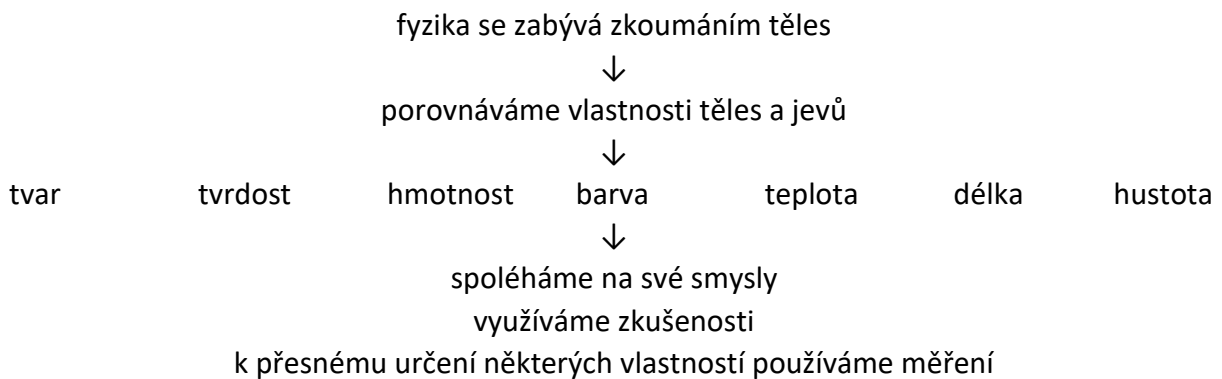 fyzika se zabývá zkoumáním těles
↓
porovnáváme vlastnosti těles a jevů
↓
tvar tvrdost hmotnost barva teplota délka hustota
↓
spoléháme na své smysly
využíváme zkušenosti
k přesnému určení některých vlastností používáme měření